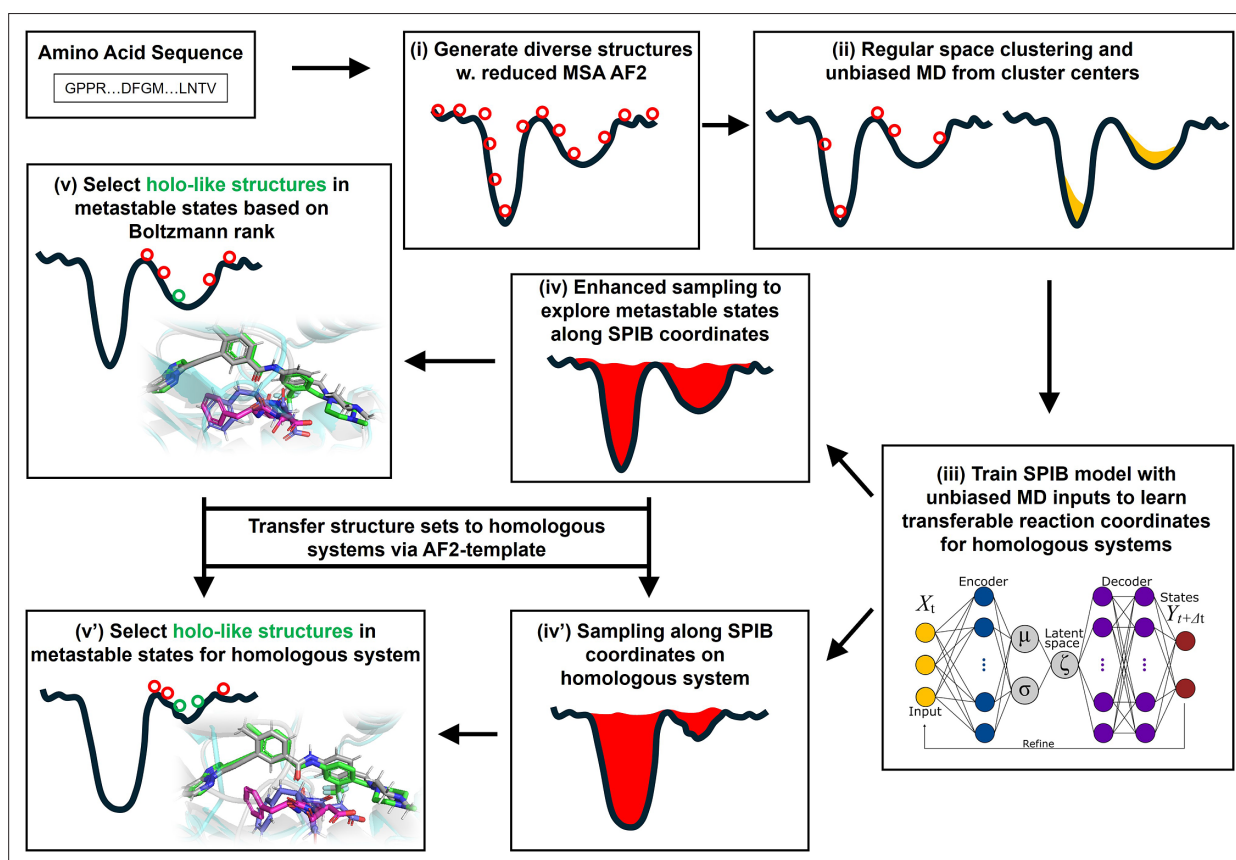 Amino Acid Sequence
GPPR...DFGM...LNTV
(i) Generate diverse structures
w. reduced MSA AF2
(ii) Regular space clustering and
unbiased MD from cluster centers
(v) Select holo-like structures in
metastable states based on
Boltzmann rank
(iv) Enhanced sampling to
explore metastable states
along SPIB coordinates
(iii) Train SPIB model with
unbiased MD inputs to learn
transferable reaction coordinates
for homologous systems
Encoder
Decoder
States
Xt
Yt+Δt
μ
Latent
space
ζ
σ
Input
Refine
Transfer structure sets to homologous
systems via AF2-template
(v') Select holo-like structures in
metastable states for homologous system
(iv') Sampling along SPIB
coordinates on
homologous system